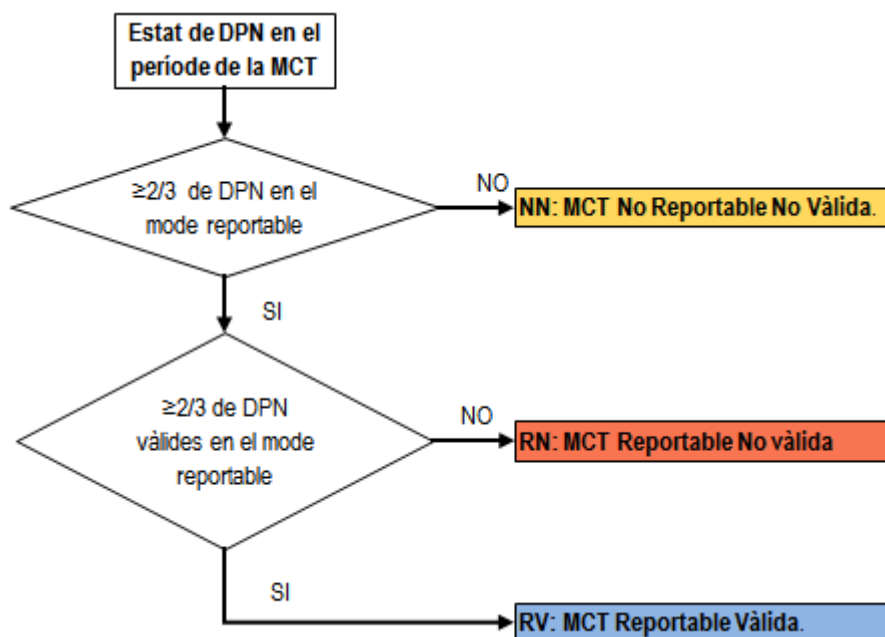 Estat de DPN en el
període de la MCT
≥2/3 de DPN en el
mode reportable
NO
NN: MCT No Reportable No Vàlida.
SI
≥2/3 de DPN
vàlides en el mode
reportable
NO
RN: MCT Reportable No vàlida
SI
RV: MCT Reportable Vàlida.